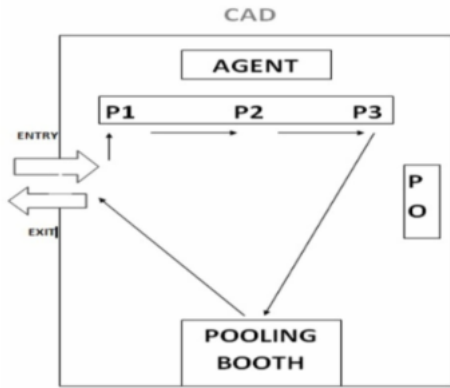 CAD
AGENT
P1 P2 P3
ENTRY
EXIT
P
O
POOLING
BOOTH